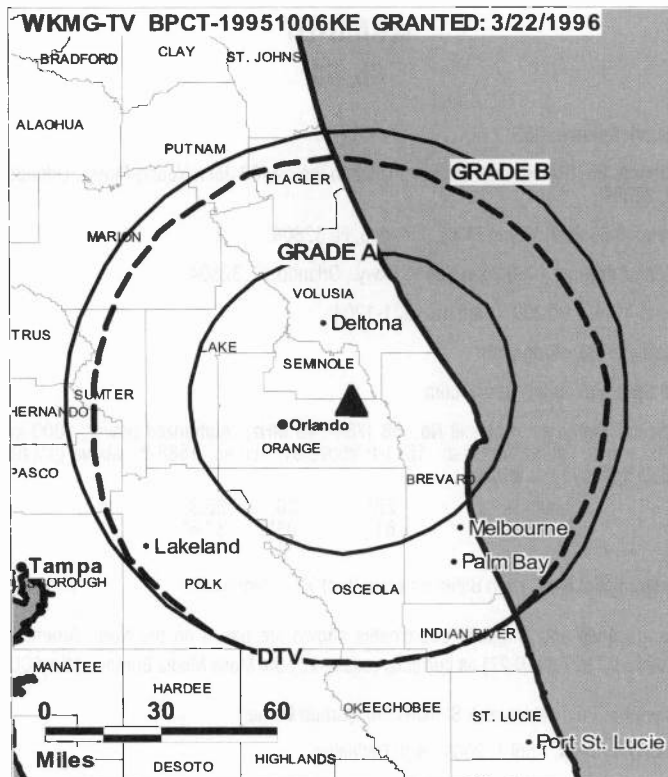 WKMG-TV BPCT-19951006KE GRANTED: 3/22/1996
BRADFORD
CLAY
ST. JOHNS
ALAOHUA
PUTNAM
FLAGLER
GRADE B
MARION
GRADE A
VOLUSIA
Deltona
TRUS
LAKE
SEMINOLE
SUMTER
HERNANDO
Orlando
ORANGE
PASCO
BREVARD
Melbourne
Lakeland
Palm Bay
Tampa
SBOROUGH
POLK
OSCEOLA
INDIAN RIVER
DTV
MANATEE
HARDEE
OKEECHOBEE
0 30 60
ST. LUCIE
Miles
Port St. Lucie
DESOTO
HIGHLANDS